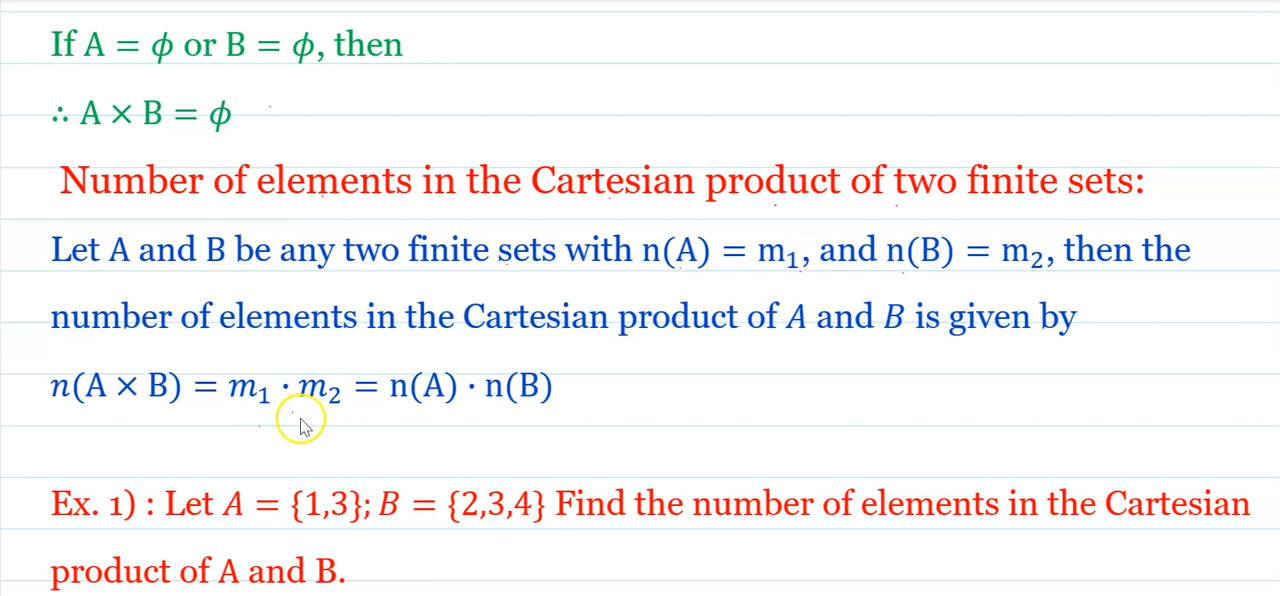 If A = ϕ or B = ϕ, then
∴ A × B = ϕ
Number of elements in the Cartesian product of two finite sets:
Let A and B be any two finite sets with n(A) = m₁, and n(B) = m₂, then the
number of elements in the Cartesian product of A and B is given by
n(A × B) = m₁ · m₂ = n(A) · n(B)
Ex. 1) : Let A = {1,3}; B = {2,3,4} Find the number of elements in the Cartesian
product of A and B.